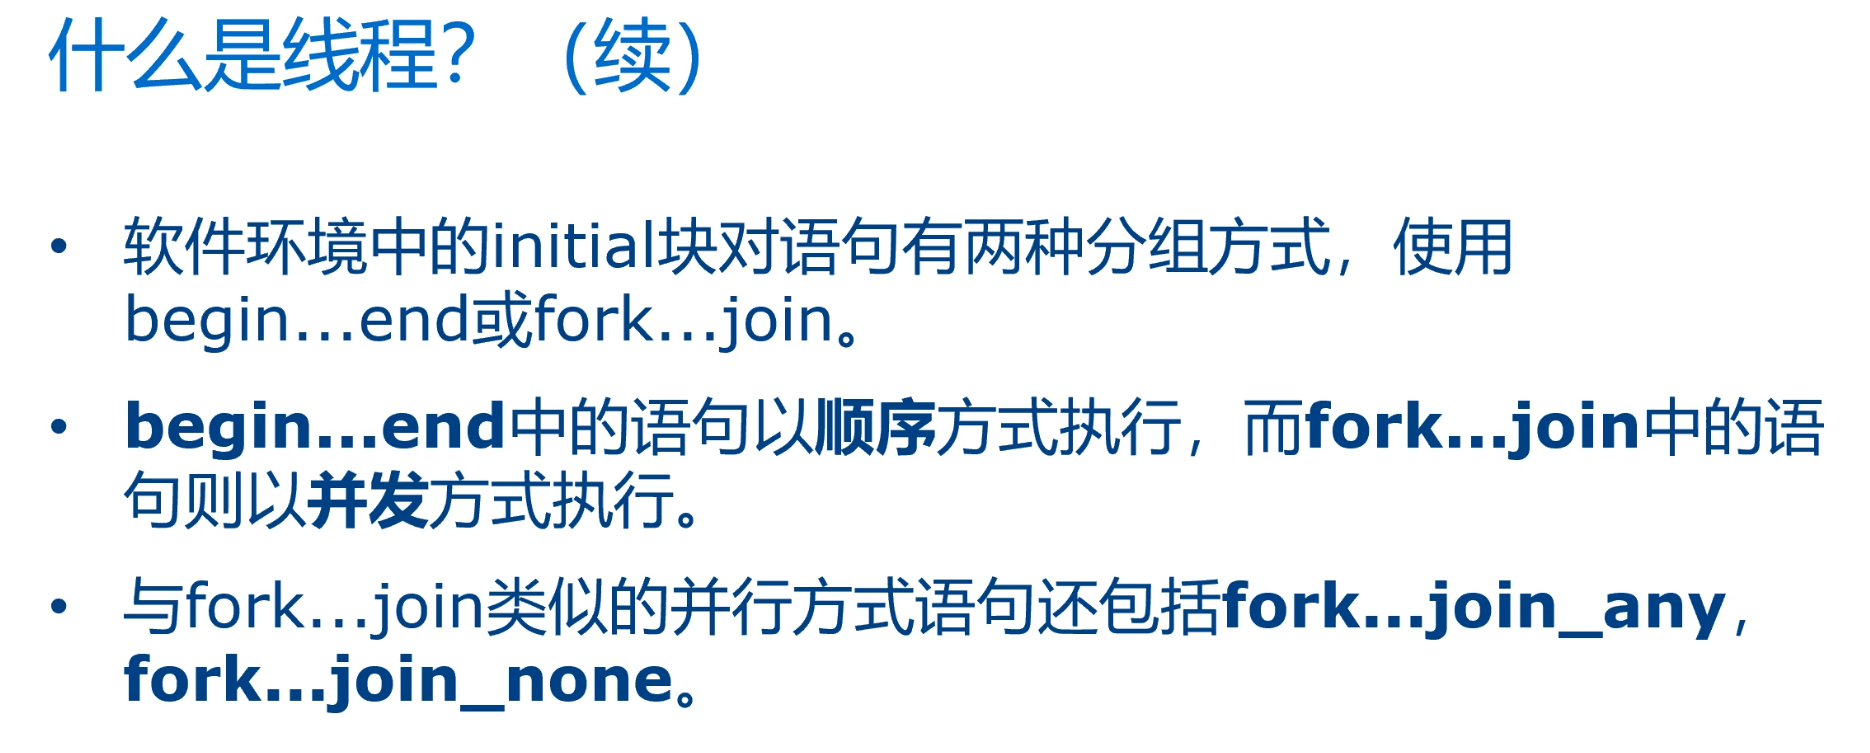 什么是线程？（续）
• 软件环境中的initial块对语句有两种分组方式，使用
begin...end或fork...join。
• begin...end中的语句以顺序方式执行，而fork...join中的语
句则以并发方式执行。
• 与fork...join类似的并行方式语句还包括fork...join_any，
fork...join_none。